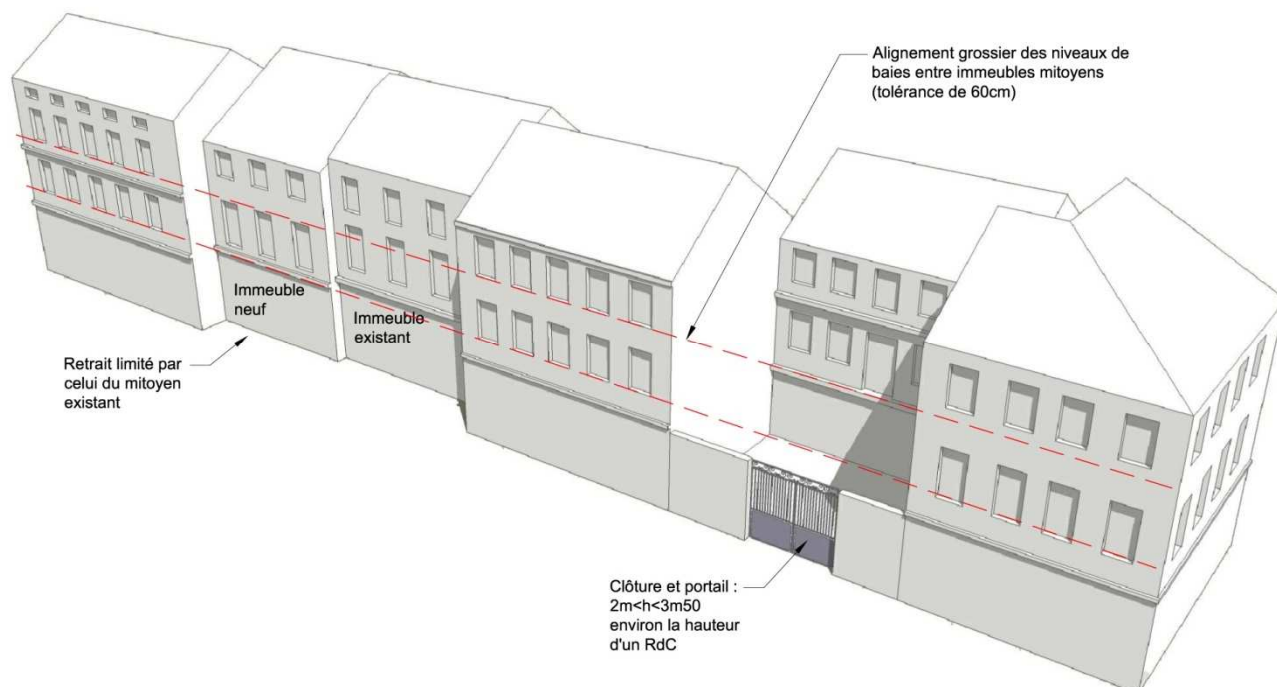 Alignement grossier des niveaux de
baies entre immeubles mitoyens
(tolérance de 60cm)
Immeuble
neuf
Immeuble
existant
Retrait limité par
celui du mitoyen
existant
Clôture et portail :
2m<h<3m50
environ la hauteur
d'un RdC